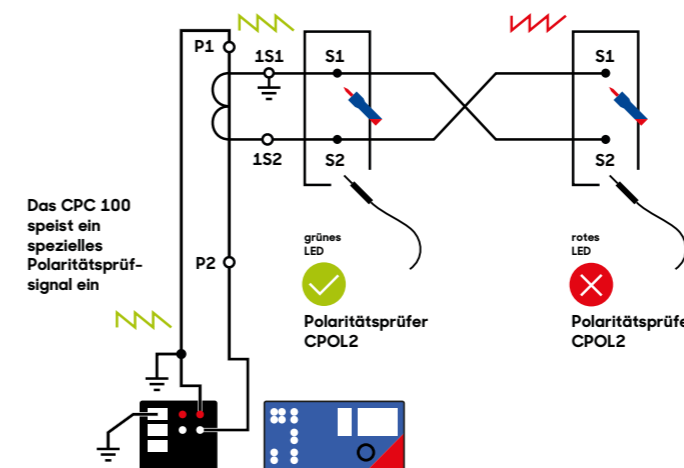 P1
1S1
S1
S1
1S2
S2
S2
Das CPC 100
speist ein
spezielles
Polaritätsprüf-
signal ein
P2
grünes
LED
Polaritätsprüfer
CPOL2
rotes
LED
Polaritätsprüfe
CPOL2